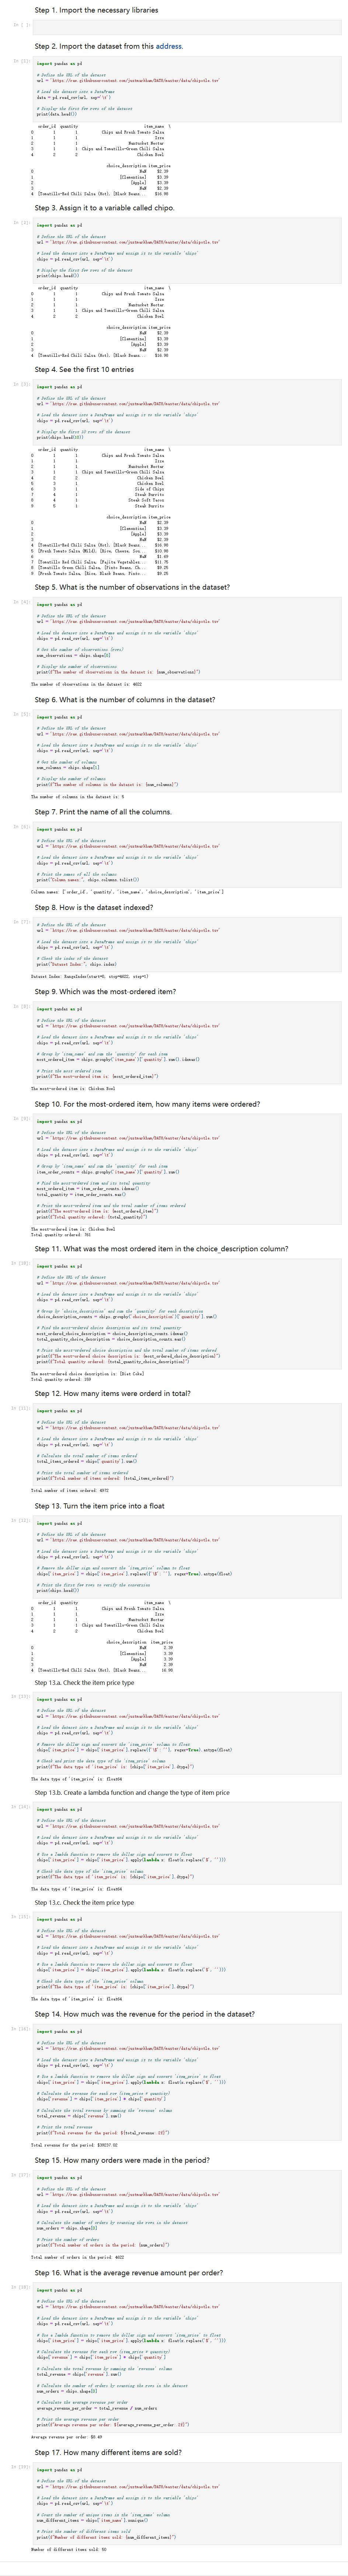 Step 1. Import the necessary libraries
In [ ]:
Step 2. Import the dataset from this address.
In [1]:
import pandas as pd
# Define the URL of the dataset
url = 'https://raw.githubusercontent.com/justmarkham/DAT8/master/data/chipotle.tsv'
# Load the dataset into a DataFrame
data = pd.read_csv(url, sep='\t')
# Display the first few rows of the dataset
print(data.head())
order_id quantity item_name \
0 1 1 Chips and Fresh Tomato Salsa
1 1 1 Izze
2 1 1 Nantucket Nectar
3 1 1 Chips and Tomatillo-Green Chili Salsa
4 2 2 Chicken Bowl
choice_description item_price
0 NaN $2.39
1 [Clementine] $3.39
2 [Apple] $3.39
3 NaN $2.39
4 [Tomatillo-Red Chili Salsa (Hot), [Black Beans... $16.98
Step 3. Assign it to a variable called chipo.
In [2]:
import pandas as pd
# Define the URL of the dataset
url = 'https://raw.githubusercontent.com/justmarkham/DAT8/master/data/chipotle.tsv'
# Load the dataset into a DataFrame and assign it to the variable 'chipo'
chipo = pd.read_csv(url, sep='\t')
# Display the first few rows of the dataset
print(chipo.head())
order_id quantity item_name \
0 1 1 Chips and Fresh Tomato Salsa
1 1 1 Izze
2 1 1 Nantucket Nectar
3 1 1 Chips and Tomatillo-Green Chili Salsa
4 2 2 Chicken Bowl
choice_description item_price
0 NaN $2.39
1 [Clementine] $3.39
2 [Apple] $3.39
3 NaN $2.39
4 [Tomatillo-Red Chili Salsa (Hot), [Black Beans... $16.98
Step 4. See the first 10 entries
In [3]:
import pandas as pd
# Define the URL of the dataset
url = 'https://raw.githubusercontent.com/justmarkham/DAT8/master/data/chipotle.tsv'
# Load the dataset into a DataFrame and assign it to the variable 'chipo'
chipo = pd.read_csv(url, sep='\t')
# Display the first 10 rows of the dataset
print(chipo.head(10))
order_id quantity item_name \
0 1 1 Chips and Fresh Tomato Salsa
1 1 1 Izze
2 1 1 Nantucket Nectar
3 1 1 Chips and Tomatillo-Green Chili Salsa
4 2 2 Chicken Bowl
5 3 1 Chicken Bowl
6 3 1 Side of Chips
7 4 1 Steak Burrito
8 4 1 Steak Soft Tacos
9 5 1 Steak Burrito
choice_description item_price
0 NaN $2.39
1 [Clementine] $3.39
2 [Apple] $3.39
3 NaN $2.39
4 [Tomatillo-Red Chili Salsa (Hot), [Black Beans... $16.98
5 [Fresh Tomato Salsa (Mild), [Rice, Cheese, Sou... $10.98
6 NaN $1.69
7 [Tomatillo Red Chili Salsa, [Fajita Vegetables... $11.75
8 [Tomatillo Green Chili Salsa, [Pinto Beans, Ch... $9.25
9 [Fresh Tomato Salsa, [Rice, Black Beans, Pinto... $9.25
Step 5. What is the number of observations in the dataset?
In [4]:
import pandas as pd
# Define the URL of the dataset
url = 'https://raw.githubusercontent.com/justmarkham/DAT8/master/data/chipotle.tsv'
# Load the dataset into a DataFrame and assign it to the variable 'chipo'
chipo = pd.read_csv(url, sep='\t')
# Get the number of observations (rows)
num_observations = chipo.shape[0]
# Display the number of observations
print(f"The number of observations in the dataset is: {num_observations}")
The number of observations in the dataset is: 4622
Step 6. What is the number of columns in the dataset?
In [5]:
import pandas as pd
# Define the URL of the dataset
url = 'https://raw.githubusercontent.com/justmarkham/DAT8/master/data/chipotle.tsv'
# Load the dataset into a DataFrame and assign it to the variable 'chipo'
chipo = pd.read_csv(url, sep='\t')
# Get the number of columns
num_columns = chipo.shape[1]
# Display the number of columns
print(f"The number of columns in the dataset is: {num_columns}")
The number of columns in the dataset is: 5
Step 7. Print the name of all the columns.
In [6]:
import pandas as pd
# Define the URL of the dataset
url = 'https://raw.githubusercontent.com/justmarkham/DAT8/master/data/chipotle.tsv'
# Load the dataset into a DataFrame and assign it to the variable 'chipo'
chipo = pd.read_csv(url, sep='\t')
# Print the names of all the columns
print("Column names:", chipo.columns.tolist())
Column names: ['order_id', 'quantity', 'item_name', 'choice_description', 'item_price']
Step 8. How is the dataset indexed?
In [7]:
# Define the URL of the dataset
url = 'https://raw.githubusercontent.com/justmarkham/DAT8/master/data/chipotle.tsv'
# Load the dataset into a DataFrame and assign it to the variable 'chipo'
chipo = pd.read_csv(url, sep='\t')
# Check the index of the dataset
print("Dataset Index:", chipo.index)
Dataset Index: RangeIndex(start=0, stop=4622, step=1)
Step 9. Which was the most-ordered item?
In [8]:
import pandas as pd
# Define the URL of the dataset
url = 'https://raw.githubusercontent.com/justmarkham/DAT8/master/data/chipotle.tsv'
# Load the dataset into a DataFrame and assign it to the variable 'chipo'
chipo = pd.read_csv(url, sep='\t')
# Group by 'item_name' and sum the 'quantity' for each item
most_ordered_item = chipo.groupby('item_name')['quantity'].sum().idxmax()
# Print the most ordered item
print(f"The most-ordered item is: {most_ordered_item}")
The most-ordered item is: Chicken Bowl
Step 10. For the most-ordered item, how many items were ordered?
In [9]:
import pandas as pd
# Define the URL of the dataset
url = 'https://raw.githubusercontent.com/justmarkham/DAT8/master/data/chipotle.tsv'
# Load the dataset into a DataFrame and assign it to the variable 'chipo'
chipo = pd.read_csv(url, sep='\t')
# Group by 'item_name' and sum the 'quantity' for each item
item_order_counts = chipo.groupby('item_name')['quantity'].sum()
# Find the most-ordered item and its total quantity
most_ordered_item = item_order_counts.idxmax()
total_quantity = item_order_counts.max()
# Print the most-ordered item and the total number of items ordered
print(f"The most-ordered item is: {most_ordered_item}")
print(f"Total quantity ordered: {total_quantity}")
The most-ordered item is: Chicken Bowl
Total quantity ordered: 761
Step 11. What was the most ordered item in the choice_description column?
In [10]:
import pandas as pd
# Define the URL of the dataset
url = 'https://raw.githubusercontent.com/justmarkham/DAT8/master/data/chipotle.tsv'
# Load the dataset into a DataFrame and assign it to the variable 'chipo'
chipo = pd.read_csv(url, sep='\t')
# Group by 'choice_description' and sum the 'quantity' for each description
choice_description_counts = chipo.groupby('choice_description')['quantity'].sum()
# Find the most-ordered choice description and its total quantity
most_ordered_choice_description = choice_description_counts.idxmax()
total_quantity_choice_description = choice_description_counts.max()
# Print the most-ordered choice description and the total number of items ordered
print(f"The most-ordered choice description is: {most_ordered_choice_description}")
print(f"Total quantity ordered: {total_quantity_choice_description}")
The most-ordered choice description is: [Diet Coke]
Total quantity ordered: 159
Step 12. How many items were orderd in total?
In [11]:
import pandas as pd
# Define the URL of the dataset
url = 'https://raw.githubusercontent.com/justmarkham/DAT8/master/data/chipotle.tsv'
# Load the dataset into a DataFrame and assign it to the variable 'chipo'
chipo = pd.read_csv(url, sep='\t')
# Calculate the total number of items ordered
total_items_ordered = chipo['quantity'].sum()
# Print the total number of items ordered
print(f"Total number of items ordered: {total_items_ordered}")
Total number of items ordered: 4972
Step 13. Turn the item price into a float
In [12]:
import pandas as pd
# Define the URL of the dataset
url = 'https://raw.githubusercontent.com/justmarkham/DAT8/master/data/chipotle.tsv'
# Load the dataset into a DataFrame and assign it to the variable 'chipo'
chipo = pd.read_csv(url, sep='\t')
# Remove the dollar sign and convert the 'item_price' column to float
chipo['item_price'] = chipo['item_price'].replace({'\$': ''}, regex=True).astype(float)
# Print the first few rows to verify the conversion
print(chipo.head())
order_id quantity item_name \
0 1 1 Chips and Fresh Tomato Salsa
1 1 1 Izze
2 1 1 Nantucket Nectar
3 1 1 Chips and Tomatillo-Green Chili Salsa
4 2 2 Chicken Bowl
choice_description item_price
0 NaN 2.39
1 [Clementine] 3.39
2 [Apple] 3.39
3 NaN 2.39
4 [Tomatillo-Red Chili Salsa (Hot), [Black Beans... 16.98
Step 13.a. Check the item price type
In [13]:
import pandas as pd
# Define the URL of the dataset
url = 'https://raw.githubusercontent.com/justmarkham/DAT8/master/data/chipotle.tsv'
# Load the dataset into a DataFrame and assign it to the variable 'chipo'
chipo = pd.read_csv(url, sep='\t')
# Remove the dollar sign and convert the 'item_price' column to float
chipo['item_price'] = chipo['item_price'].replace({'\$': ''}, regex=True).astype(float)
# Check and print the data type of the 'item_price' column
print(f"The data type of 'item_price' is: {chipo['item_price'].dtype}")
The data type of 'item_price' is: float64
Step 13.b. Create a lambda function and change the type of item price
In [14]:
import pandas as pd
# Define the URL of the dataset
url = 'https://raw.githubusercontent.com/justmarkham/DAT8/master/data/chipotle.tsv'
# Load the dataset into a DataFrame and assign it to the variable 'chipo'
chipo = pd.read_csv(url, sep='\t')
# Use a lambda function to remove the dollar sign and convert to float
chipo['item_price'] = chipo['item_price'].apply(lambda x: float(x.replace('$', '')))
# Check the data type of the 'item_price' column
print(f"The data type of 'item_price' is: {chipo['item_price'].dtype}")
The data type of 'item_price' is: float64
Step 13.c. Check the item price type
In [15]:
import pandas as pd
# Define the URL of the dataset
url = 'https://raw.githubusercontent.com/justmarkham/DAT8/master/data/chipotle.tsv'
# Load the dataset into a DataFrame and assign it to the variable 'chipo'
chipo = pd.read_csv(url, sep='\t')
# Use a lambda function to remove the dollar sign and convert to float
chipo['item_price'] = chipo['item_price'].apply(lambda x: float(x.replace('$', '')))
# Check the data type of the 'item_price' column
print(f"The data type of 'item_price' is: {chipo['item_price'].dtype}")
The data type of 'item_price' is: float64
Step 14. How much was the revenue for the period in the dataset?
In [16]:
import pandas as pd
# Define the URL of the dataset
url = 'https://raw.githubusercontent.com/justmarkham/DAT8/master/data/chipotle.tsv'
# Load the dataset into a DataFrame and assign it to the variable 'chipo'
chipo = pd.read_csv(url, sep='\t')
# Use a lambda function to remove the dollar sign and convert 'item_price' to float
chipo['item_price'] = chipo['item_price'].apply(lambda x: float(x.replace('$', '')))
# Calculate the revenue for each row (item_price * quantity)
chipo['revenue'] = chipo['item_price'] * chipo['quantity']
# Calculate the total revenue by summing the 'revenue' column
total_revenue = chipo['revenue'].sum()
# Print the total revenue
print(f"Total revenue for the period: ${total_revenue:.2f}")
Total revenue for the period: $39237.02
Step 15. How many orders were made in the period?
In [17]:
import pandas as pd
# Define the URL of the dataset
url = 'https://raw.githubusercontent.com/justmarkham/DAT8/master/data/chipotle.tsv'
# Load the dataset into a DataFrame and assign it to the variable 'chipo'
chipo = pd.read_csv(url, sep='\t')
# Calculate the number of orders by counting the rows in the dataset
num_orders = chipo.shape[0]
# Print the number of orders
print(f"Total number of orders in the period: {num_orders}")
Total number of orders in the period: 4622
Step 16. What is the average revenue amount per order?
In [18]:
import pandas as pd
# Define the URL of the dataset
url = 'https://raw.githubusercontent.com/justmarkham/DAT8/master/data/chipotle.tsv'
# Load the dataset into a DataFrame and assign it to the variable 'chipo'
chipo = pd.read_csv(url, sep='\t')
# Use a lambda function to remove the dollar sign and convert 'item_price' to float
chipo['item_price'] = chipo['item_price'].apply(lambda x: float(x.replace('$', '')))
# Calculate the revenue for each row (item_price * quantity)
chipo['revenue'] = chipo['item_price'] * chipo['quantity']
# Calculate the total revenue by summing the 'revenue' column
total_revenue = chipo['revenue'].sum()
# Calculate the number of orders by counting the rows in the dataset
num_orders = chipo.shape[0]
# Calculate the average revenue per order
average_revenue_per_order = total_revenue / num_orders
# Print the average revenue per order
print(f"Average revenue per order: ${average_revenue_per_order:.2f}")
Average revenue per order: $8.49
Step 17. How many different items are sold?
In [19]:
import pandas as pd
# Define the URL of the dataset
url = 'https://raw.githubusercontent.com/justmarkham/DAT8/master/data/chipotle.tsv'
# Load the dataset into a DataFrame and assign it to the variable 'chipo'
chipo = pd.read_csv(url, sep='\t')
# Count the number of unique items in the 'item_name' column
num_different_items = chipo['item_name'].nunique()
# Print the number of different items sold
print(f"Number of different items sold: {num_different_items}")
Number of different items sold: 50